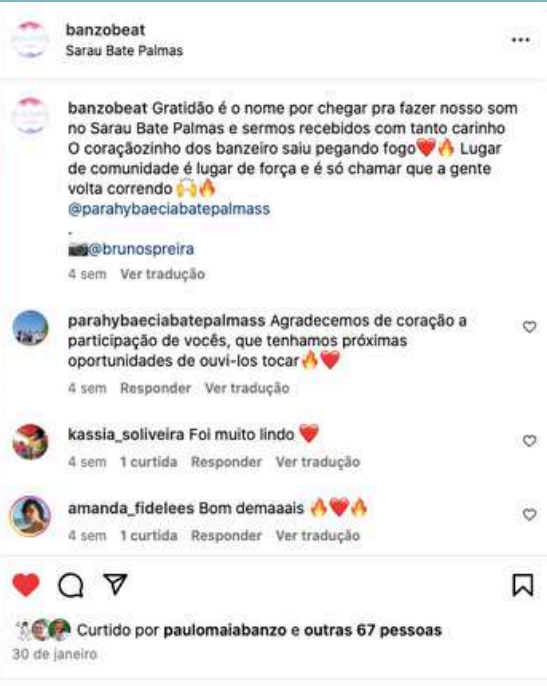 banzobeat
Sarau Bate Palmas
banzobeat Gratidão é o nome por chegar pra fazer nosso som
no Sarau Bate Palmas e sermos recebidos com tanto carinho
O coraçãozinho dos banzeiro saiu pegando fogo❤️🔥 Lugar
de comunidade é lugar de força e é só chamar que a gente
volta correndo 🙌🔥
@parahybaeciabatepalmass
.
📷@brunospreira
4 sem Ver tradução
parahybaeciabatepalmass Agradecemos de coração a
participação de vocês, que tenhamos próximas
oportunidades de ouvi-los tocar🔥❤️
4 sem Responder Ver tradução
kassia_soliveira Foi muito lindo ❤️
4 sem 1 curtida Responder Ver tradução
amanda_fidelees Bom demaaais 🔥❤️🔥
4 sem 1 curtida Responder Ver tradução
Curtido por paulomaiabanzo e outras 67 pessoas
30 de janeiro